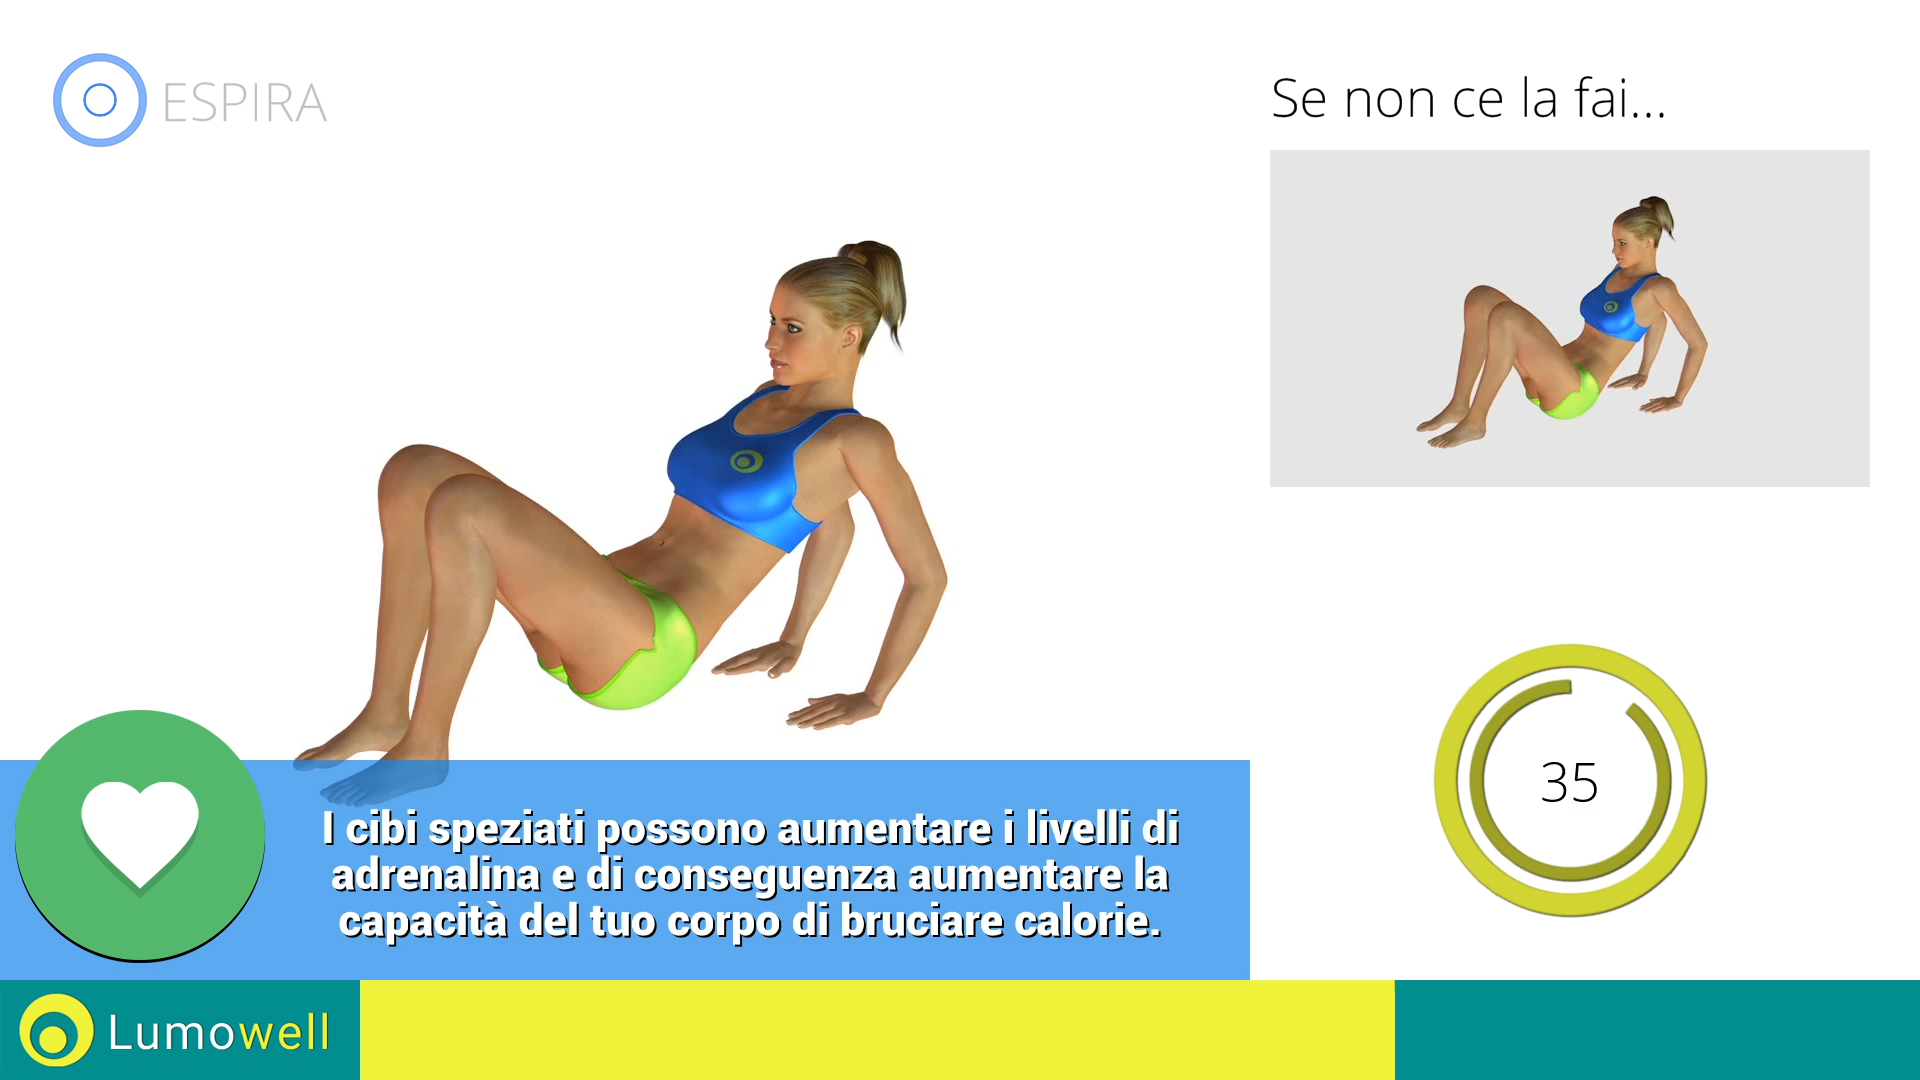 ESPIRA
Se non ce la fai...
35
I cibi speziati possono aumentare i livelli di
adrenalina e di conseguenza aumentare la
capacità del tuo corpo di bruciare calorie.
Lumowell